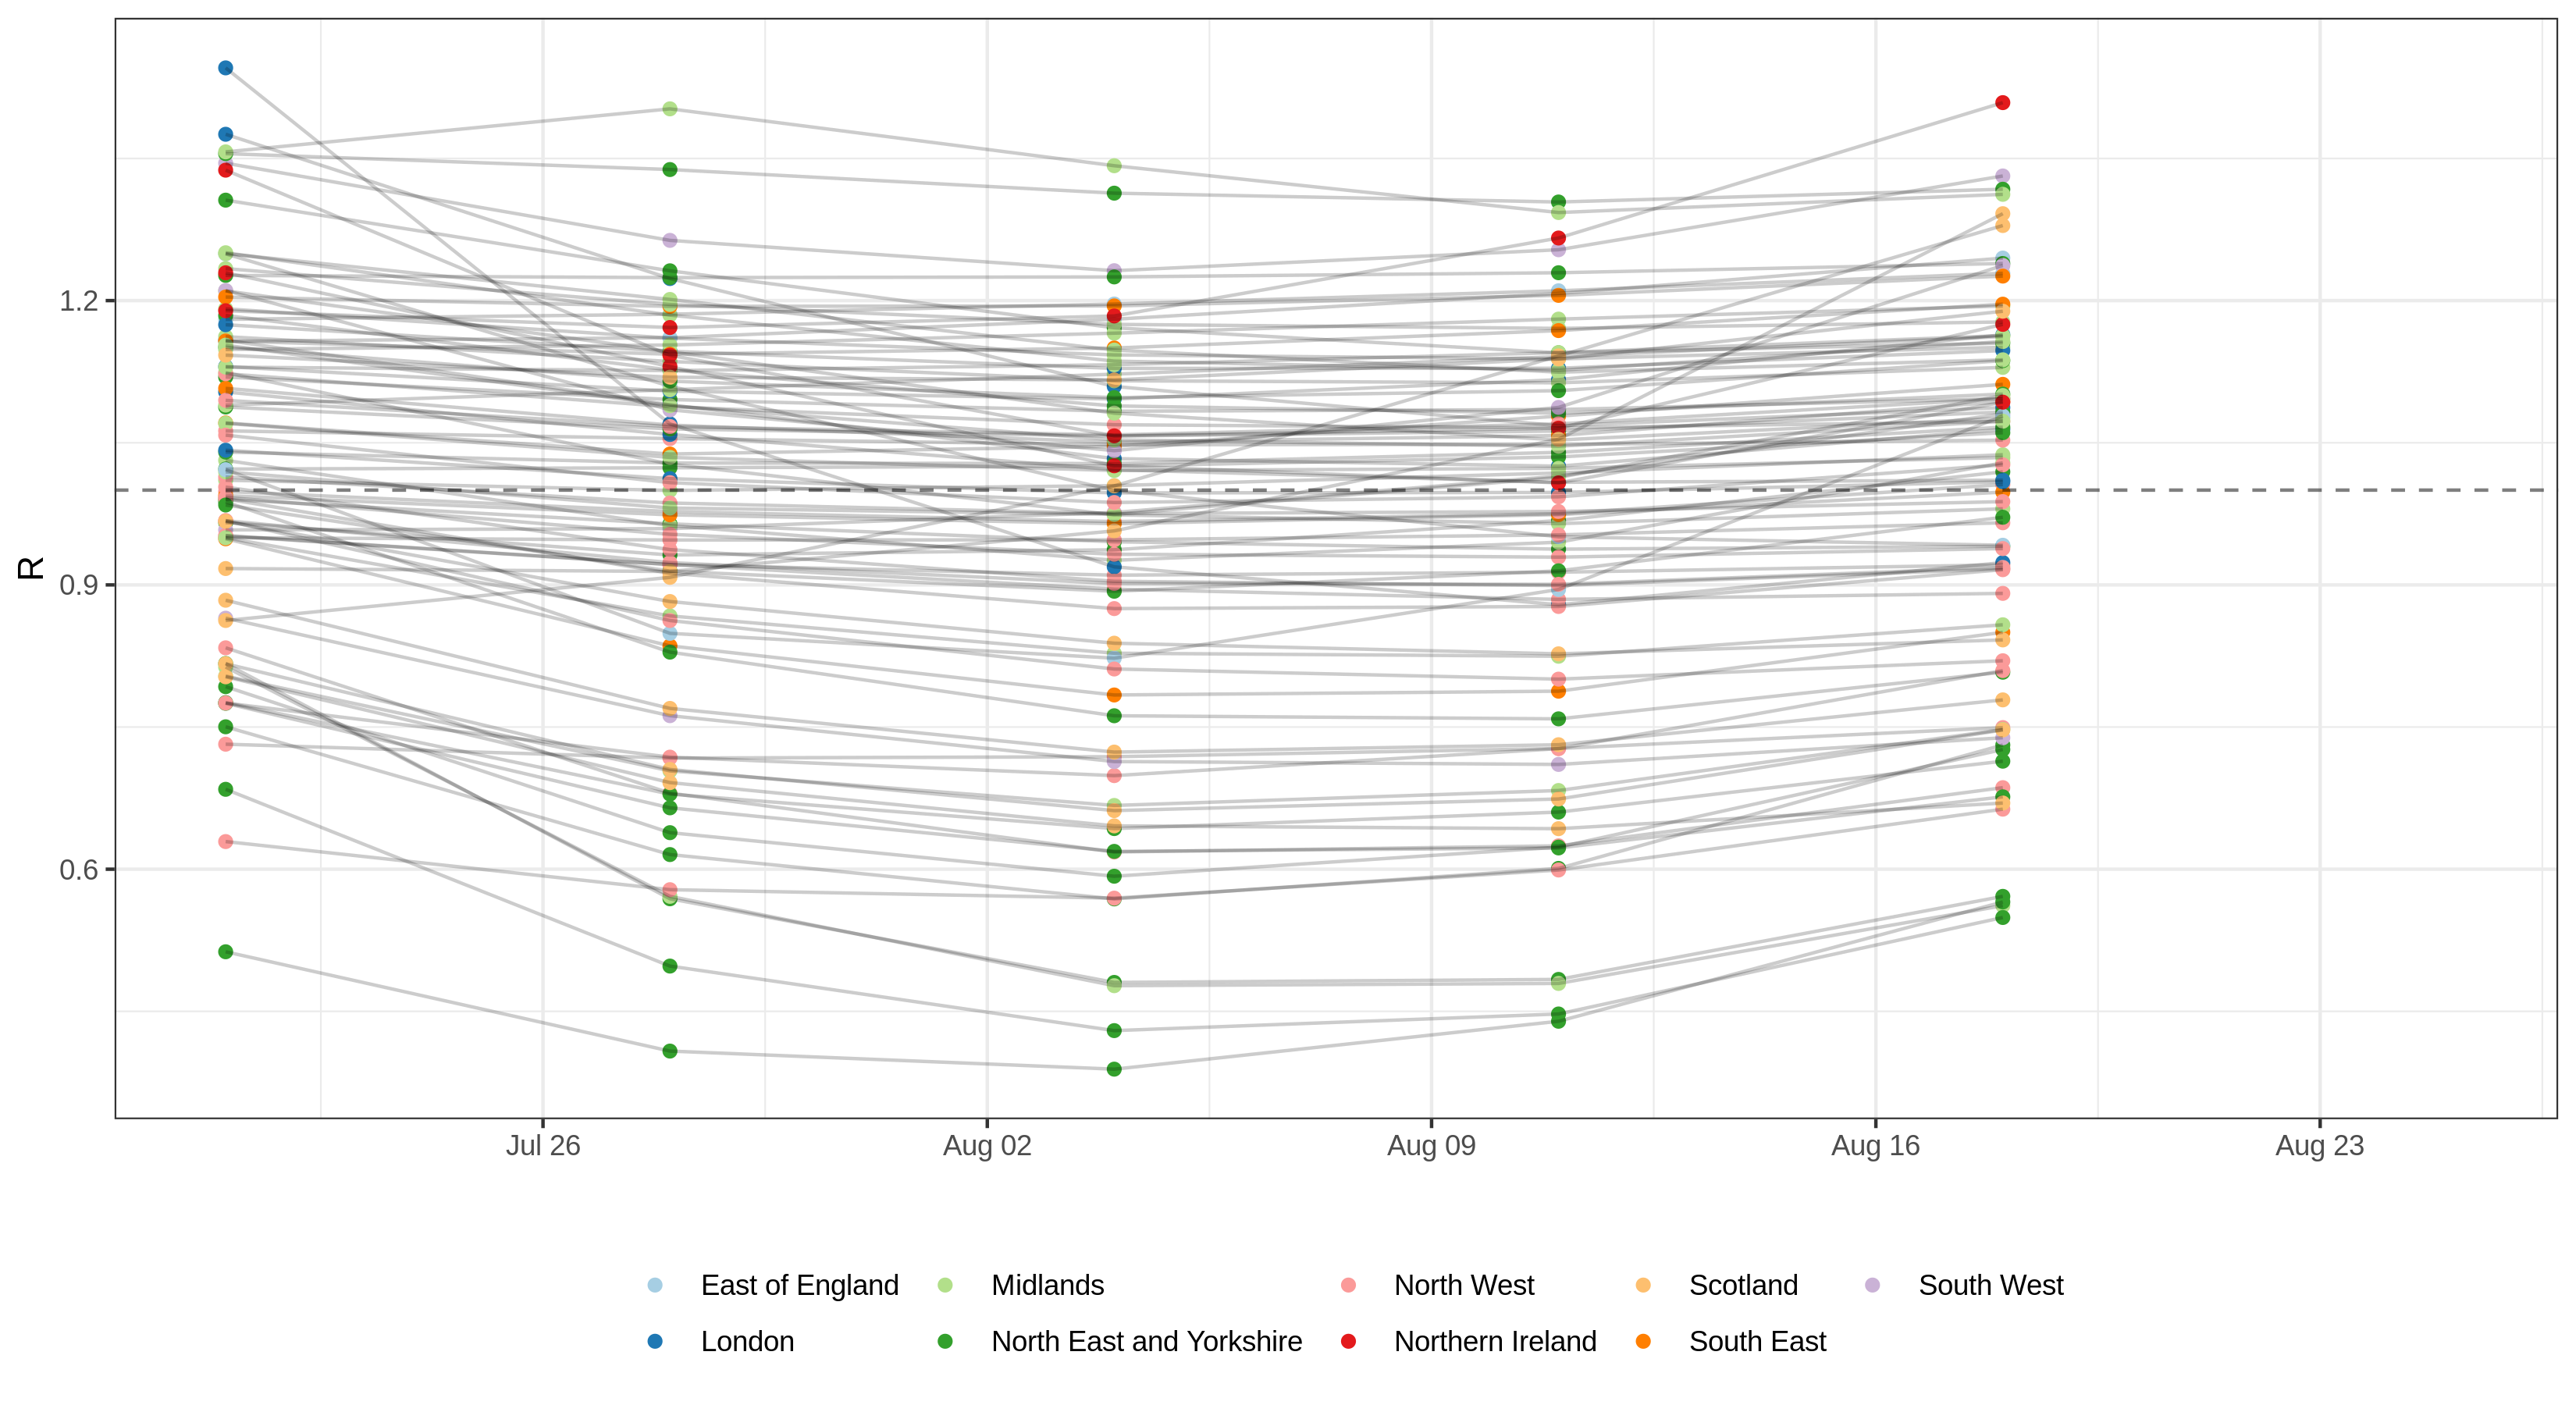 R
1.2
0.9
0.6
Jul 26 Aug 02 Aug 09 Aug 16 Aug 23
East of England Midlands North West Scotland South West
London North East and Yorkshire Northern Ireland South East